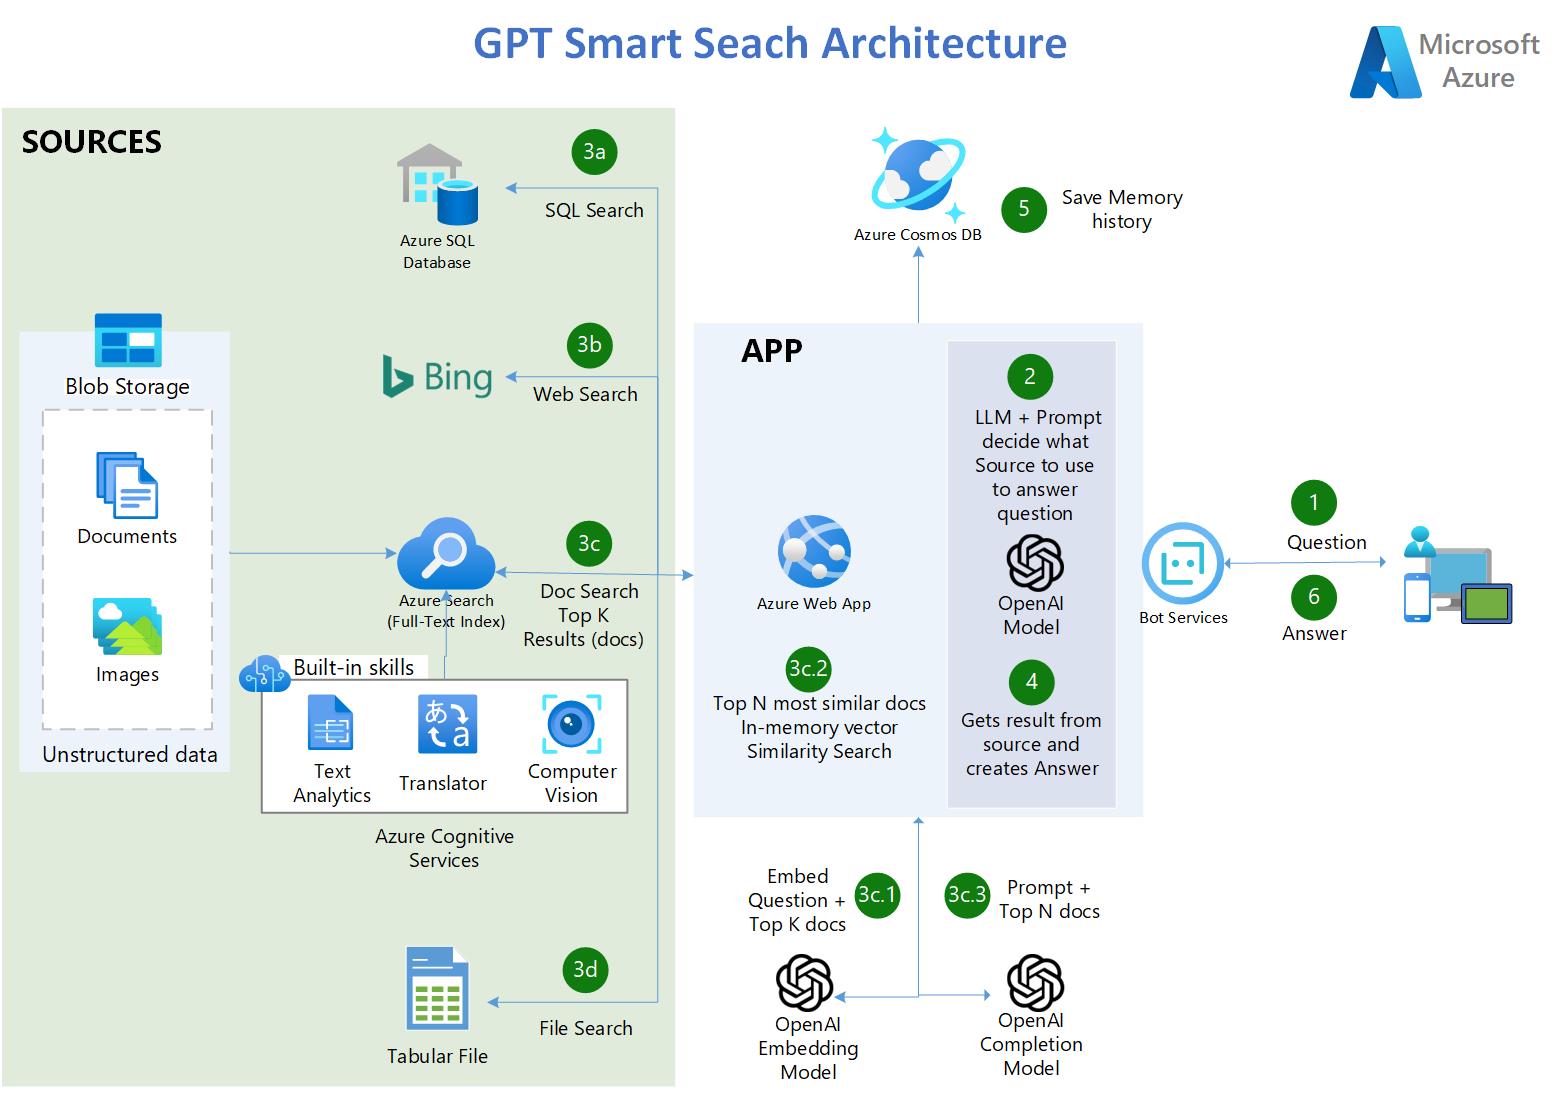 GPT Smart Seach Architecture
Microsoft
Azure
SOURCES
3a
SQL Search
Azure SQL
Database
5
Save Memory
history
Azure Cosmos DB
Blob Storage
Documents
Images
Unstructured data
3b
Bing
Web Search
3c
Doc Search
Top K
Results (docs)
Azure Search
(Full-Text Index)
Built-in skills
あ
a
Text
Analytics
Translator
Computer
Vision
Azure Cognitive
Services
3d
File Search
Tabular File
APP
2
LLM + Prompt
decide what
Source to use
to answer
question
OpenAI
Model
Azure Web App
3c.2
Top N most similar docs
In-memory vector
Similarity Search
4
Gets result from
source and
creates Answer
Bot Services
1
Question
6
Answer
Embed
Question +
Top K docs
3c.1
3c.3
Prompt +
Top N docs
OpenAI
Embedding
Model
OpenAI
Completion
Model